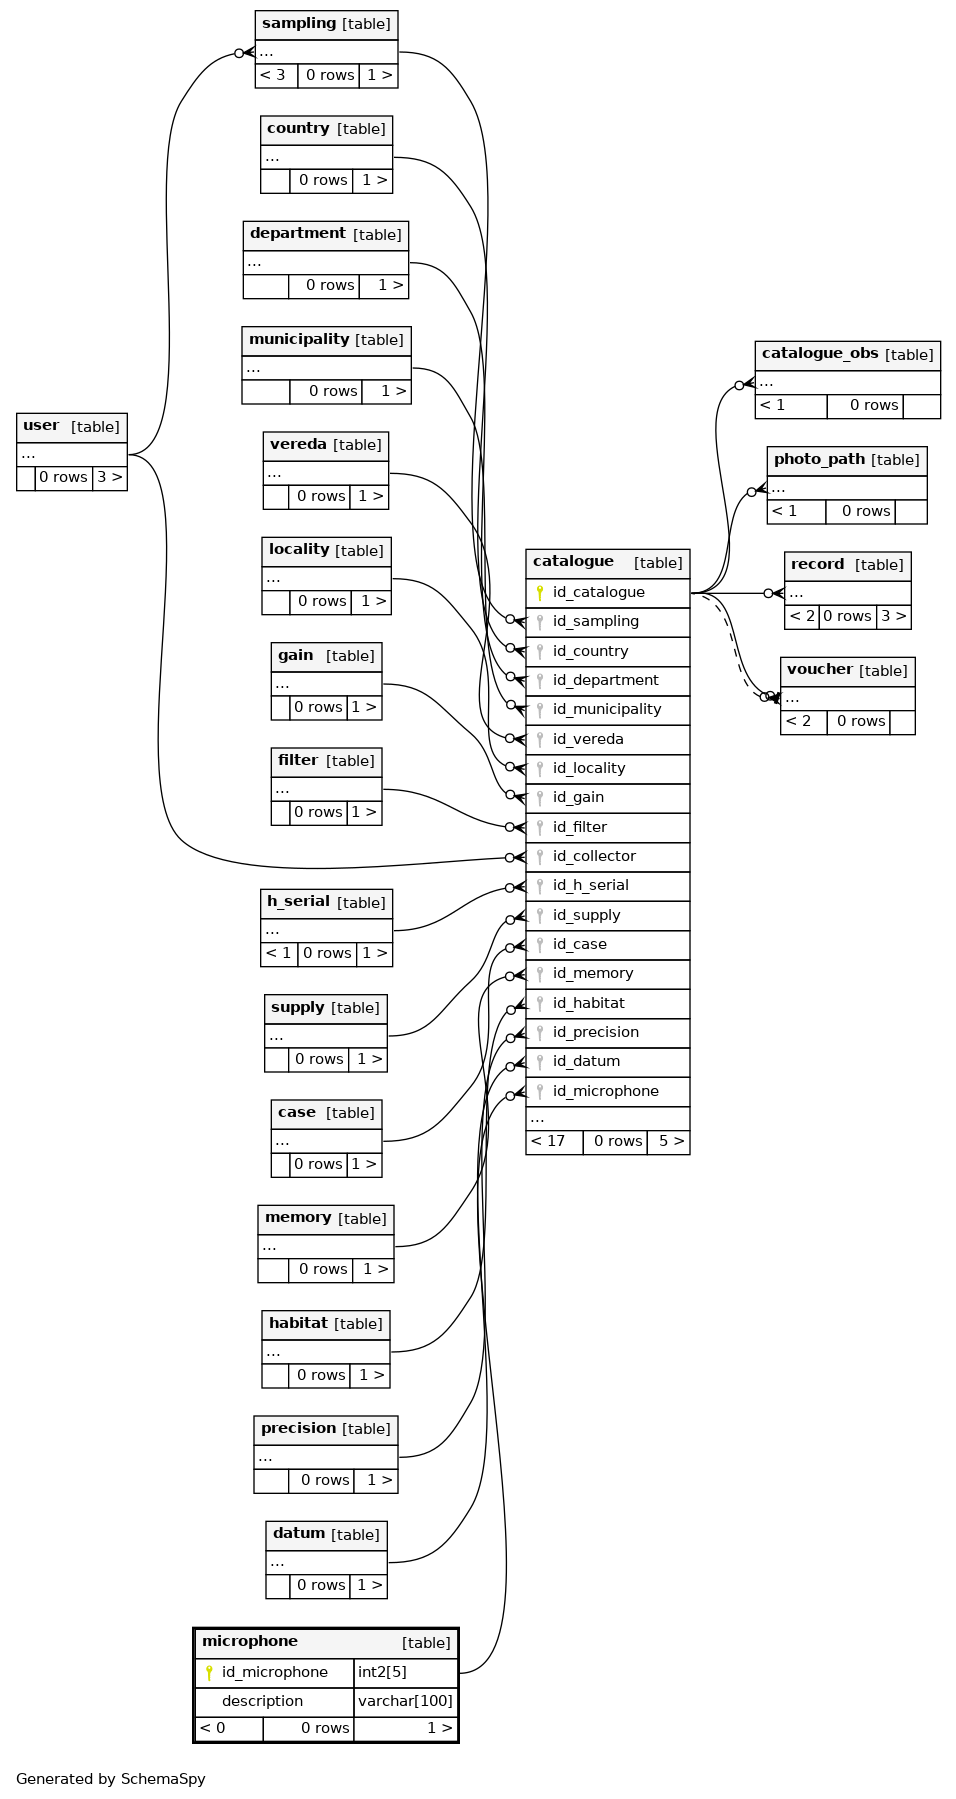 sampling [table]
...
< 3 0 rows 1 >
country [table]
...
0 rows 1 >
department [table]
...
0 rows 1 >
municipality [table]
...
0 rows 1 >
user [table]
...
0 rows 3 >
vereda [table]
...
0 rows 1 >
locality [table]
...
0 rows 1 >
gain [table]
...
0 rows 1 >
filter [table]
...
0 rows 1 >
h_serial [table]
...
< 1 0 rows 1 >
supply [table]
...
0 rows 1 >
case [table]
...
0 rows 1 >
memory [table]
...
0 rows 1 >
habitat [table]
...
0 rows 1 >
precision [table]
...
0 rows 1 >
datum [table]
...
0 rows 1 >
microphone [table]
id_microphone int2[5]
description varchar[100]
< 0 0 rows 1 >
catalogue [table]
id_catalogue
id_sampling
id_country
id_department
id_municipality
id_vereda
id_locality
id_gain
id_filter
id_collector
id_h_serial
id_supply
id_case
id_memory
id_habitat
id_precision
id_datum
id_microphone
...
< 17 0 rows 5 >
catalogue_obs [table]
...
< 1 0 rows
photo_path [table]
...
< 1 0 rows
record [table]
...
< 2 0 rows 3 >
voucher [table]
...
< 2 0 rows
Generated by SchemaSpy